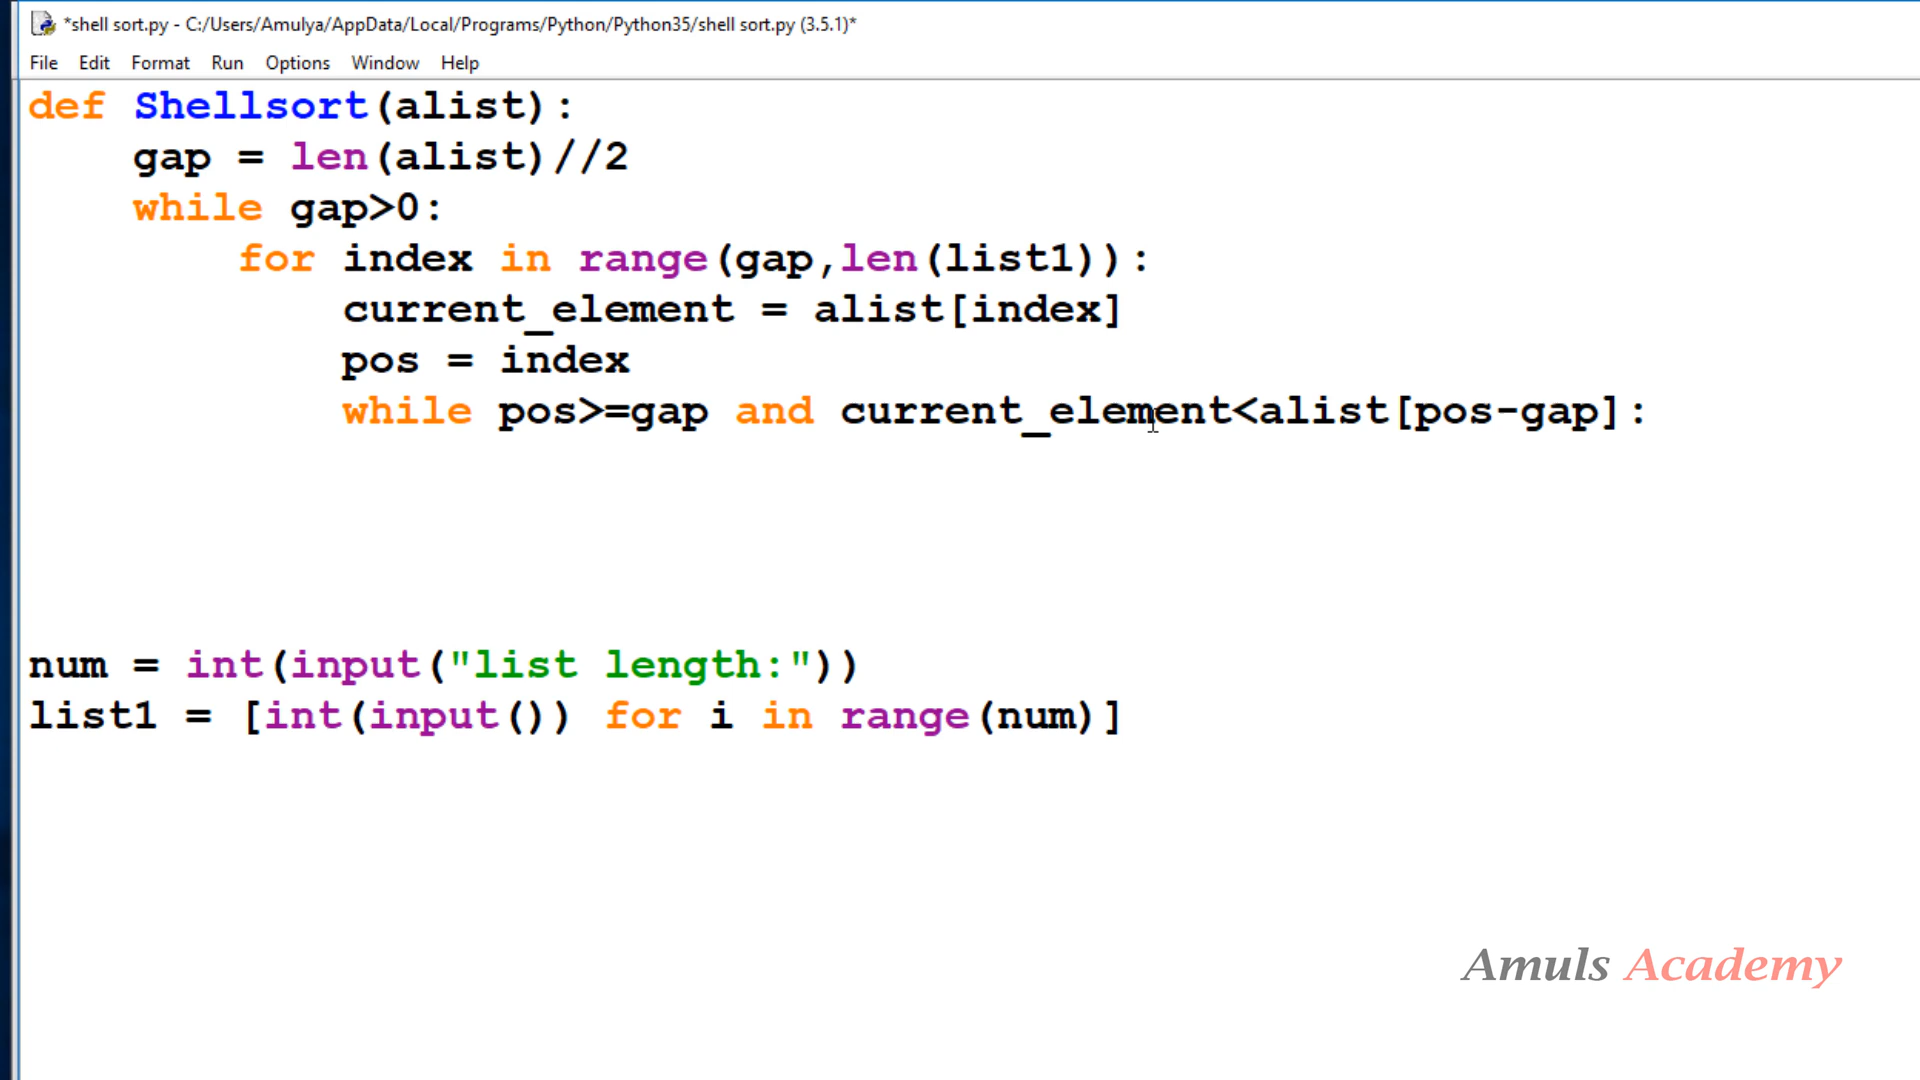 *shell sort.py - C:/Users/Amulya/AppData/Local/Programs/Python/Python35/shell sort.py (3.5.1)*
File Edit Format Run Options Window Help
def Shellsort(alist):
    gap = len(alist)//2
    while gap>0:
        for index in range(gap,len(list1)):
            current_element = alist[index]
            pos = index
            while pos>=gap and current_element<alist[pos-gap]:
num = int(input("list length:"))
list1 = [int(input()) for i in range(num)]
Amuls Academy